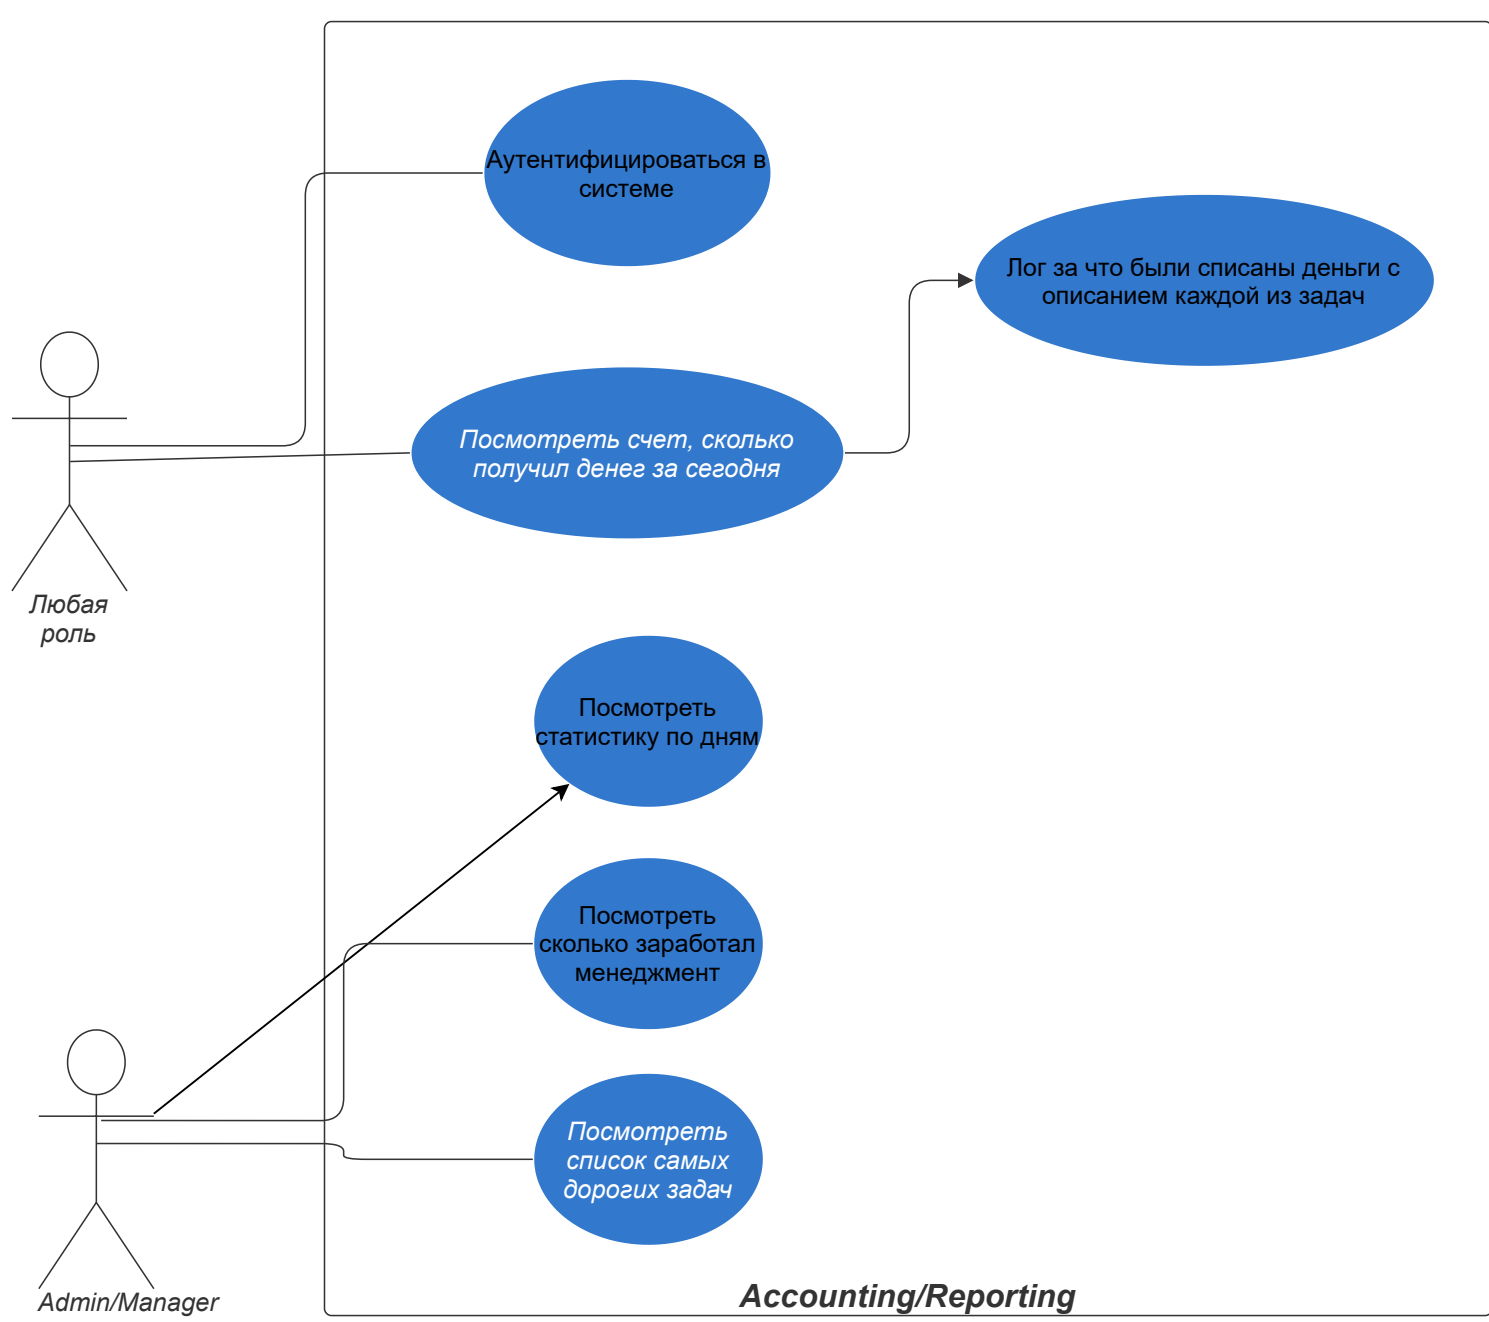 Аутентифицироваться в
системе
Лог за что были списаны деньги с
описанием каждой из задач
Посмотреть счет, сколько
получил денег за сегодня
Любая
роль
Посмотреть
статистику по дням
Посмотреть
сколько заработал
менеджмент
Посмотреть
список самых
дорогих задач
Admin/Manager
Accounting/Reporting